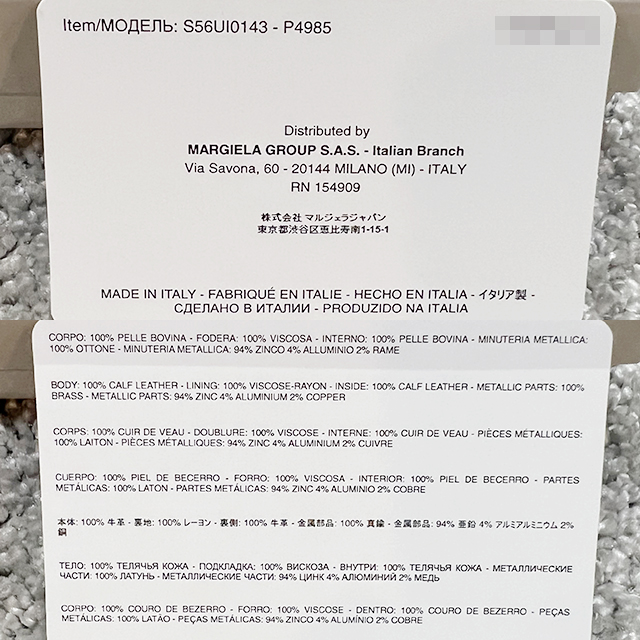 Item/МОДЕЛЬ: S56UI0143 - P4985
Distributed by
MARGIELA GROUP S.A.S. - Italian Branch
Via Savona, 60 - 20144 MILANO (MI) - ITALY
RN 154909
株式会社 マルジェラジャパン
東京都渋谷区恵比寿南1-15-1
MADE IN ITALY - FABRIQUÉ EN ITALIE - HECHO EN ITALIA - イタリア製 -
СДЕЛАНО В ИТАЛИИ - PRODUZIDO NA ITALIA
CORPO: 100% PELLE BOVINA - FODERA: 100% VISCOSA - INTERNO: 100% PELLE BOVINA - MINUTERIA METALLICA:
100% OTTONE - MINUTERIA METALLICA: 94% ZINCO 4% ALLUMINIO 2% RAME
BODY: 100% CALF LEATHER - LINING: 100% VISCOSE-RAYON - INSIDE: 100% CALF LEATHER - METALLIC PARTS: 100%
BRASS - METALLIC PARTS: 94% ZINC 4% ALUMINIUM 2% COPPER
CORPS: 100% CUIR DE VEAU - DOUBLURE: 100% VISCOSE - INTERNE: 100% CUIR DE VEAU - PIÈCES MÉTALLIQUES:
100% LAITON - PIÈCES MÉTALLIQUES: 94% ZINC 4% ALUMINIUM 2% CUIVRE
CUERPO: 100% PIEL DE BECERRO - FORRO: 100% VISCOSA - INTERIOR: 100% PIEL DE BECERRO - PARTES
METÁLICAS: 100% LATON - PARTES METÁLICAS: 94% ZINC 4% ALUMINIO 2% COBRE
本体: 100% 牛革 - 裏地: 100% レーヨン - 裏側: 100% 牛革 - 金属部品: 100% 真鍮 - 金属部品: 94% 亜鉛 4% アルミアルミニウム 2%
銅
ТЕЛО: 100% ТЕЛЯЧЬЯ КОЖА - ПОДКЛАДКА: 100% ВИСКОЗА - ВНУТРИ: 100% ТЕЛЯЧЬЯ КОЖА - МЕТАЛЛИЧЕСКИЕ
ЧАСТИ: 100% ЛАТУНЬ - МЕТАЛЛИЧЕСКИЕ ЧАСТИ: 94% ЦИНК 4% АЛЮМИНИЙ 2% МЕДЬ
CORPO: 100% COURO DE BEZERRO - FORRO: 100% VISCOSE - DENTRO: 100% COURO DE BEZERRO - PEÇAS
METÁLICAS: 100% LATÃO - PEÇAS METÁLICAS: 94% ZINCO 4% ALUMÍNIO 2% COBRE